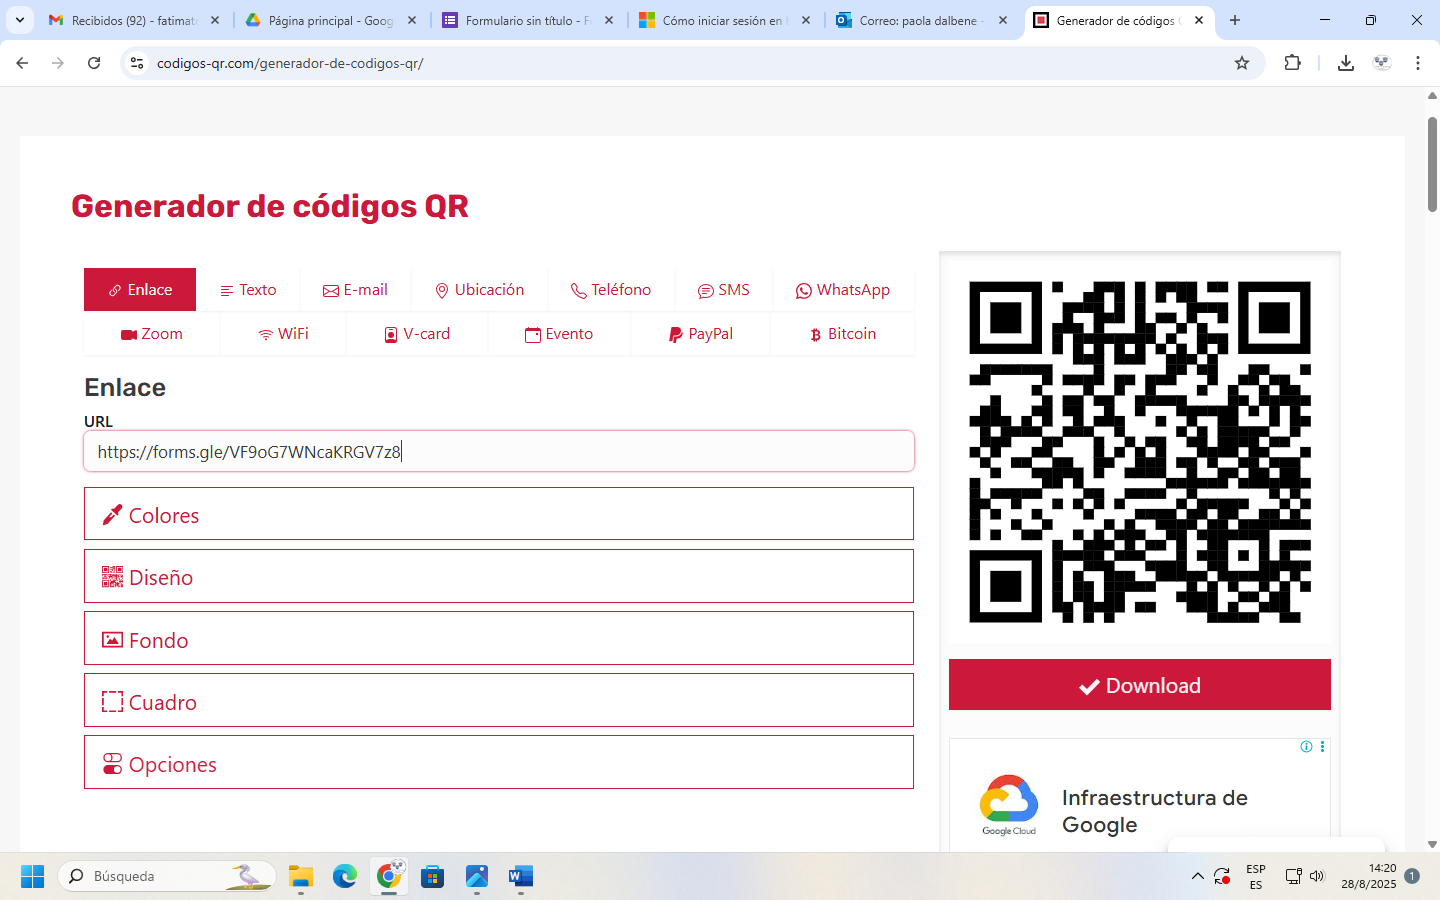 Recibidos (92) - fatimato
Página principal - Goog
Formulario sin título - F
Cómo iniciar sesión en
Correo: paola dalbene -
Generador de códigos
codigos-qr.com/generador-de-codigos-qr/
Generador de códigos QR
Enlace
Texto
E-mail
Ubicación
Teléfono
SMS
WhatsApp
Zoom
WiFi
V-card
Evento
PayPal
Bitcoin
Enlace
URL
https://forms.gle/VF9oG7WNcaKRGV7z8
Colores
Diseño
Fondo
Cuadro
Opciones
Download
Google Cloud
Infraestructura de
Google
Búsqueda
ESP
ES
14:20
28/8/2025
1